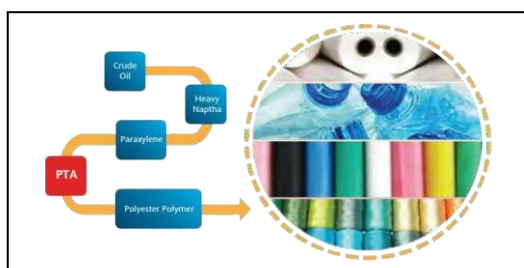 Crude
Oil
Heavy
Naptha
Paraxylene
PTA
Polyester Polymer